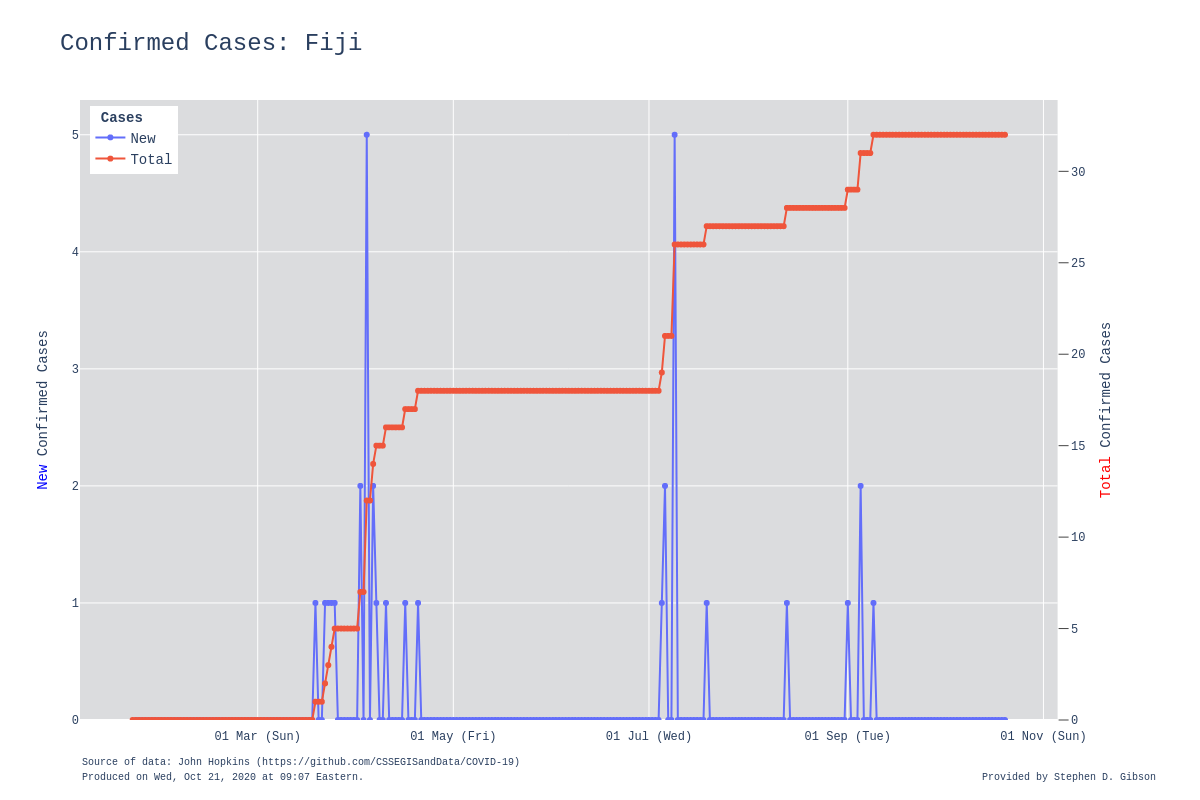 Confirmed Cases: Fiji
Cases
New
Total
5
4
3
2
1
0
30
25
20
15
10
5
0
New Confirmed Cases
Total Confirmed Cases
01 Mar (Sun)
01 May (Fri)
01 Jul (Wed)
01 Sep (Tue)
01 Nov (Sun)
Source of data: John Hopkins (https://github.com/CSSEGISandData/COVID-19)
Produced on Wed, Oct 21, 2020 at 09:07 Eastern.
Provided by Stephen D. Gibson